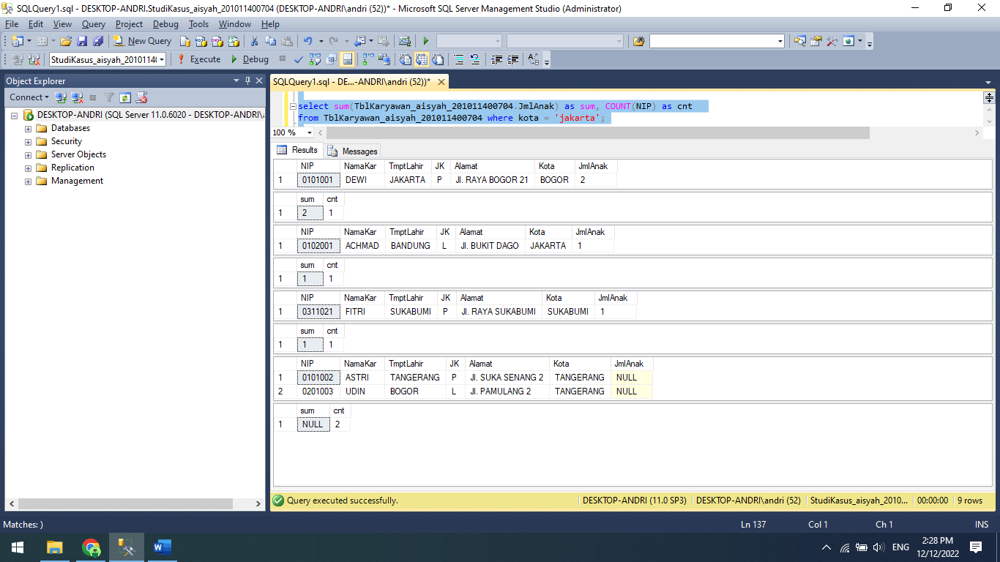 SQLQuery1.sql - DESKTOP-ANDRI.StudiKasus_aisyah_201011400704 (DESKTOP-ANDRI\andri (52))* - Microsoft SQL Server Management Studio (Administrator)
File Edit View Query Project Debug Tools Window Help
New Query
StudiKasus_aisyah_2010114( Execute Debug
Object Explorer
Connect
DESKTOP-ANDRI (SQL Server 11.0.6020 - DESKTOP-ANDRI\
Databases
Security
Server Objects
Replication
Management
SQLQuery1.sql - DE...-ANDRI\andri (52))*
select sum(TblKaryawan_aisyah_201011400704.JmlAnak) as sum, COUNT(NIP) as cnt
from TblKaryawan_aisyah_201011400704 where kota = 'jakarta';
100 %
Results Messages
NIP NamaKar TmptLahir JK Alamat Kota JmlAnak
1 0101001 DEWI JAKARTA P Jl. RAYA BOGOR 21 BOGOR 2
sum cnt
1 2 1
NIP NamaKar TmptLahir JK Alamat Kota JmlAnak
1 0102001 ACHMAD BANDUNG L Jl. BUKIT DAGO JAKARTA 1
sum cnt
1 1 1
NIP NamaKar TmptLahir JK Alamat Kota JmlAnak
1 0311021 FITRI SUKABUMI P Jl. RAYA SUKABUMI SUKABUMI 1
sum cnt
1 1 1
NIP NamaKar TmptLahir JK Alamat Kota JmlAnak
1 0101002 ASTRI TANGERANG P Jl. SUKA SENANG 2 TANGERANG NULL
2 0201003 UDIN BOGOR L Jl. PAMULANG 2 TANGERANG NULL
sum cnt
1 NULL 2
Query executed successfully. DESKTOP-ANDRI (11.0 SP3) DESKTOP-ANDRI\andri (52) StudiKasus_aisyah_2010... 00:00:00 9 rows
Matches: ) Ln 137 Col 1 Ch 1 INS
ENG
2:28 PM
12/12/2022